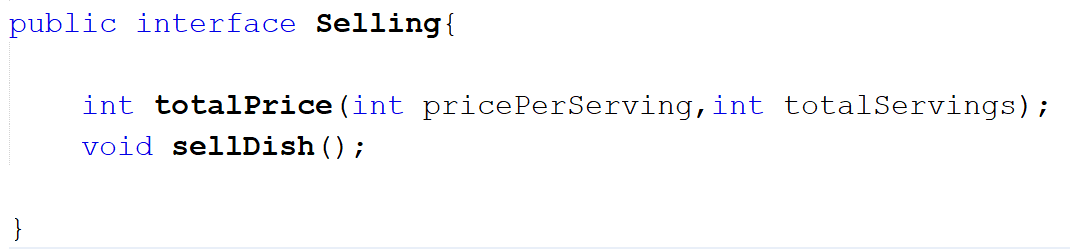 public interface Selling{
int totalPrice(int pricePerServing,int totalServings);
void sellDish();
}